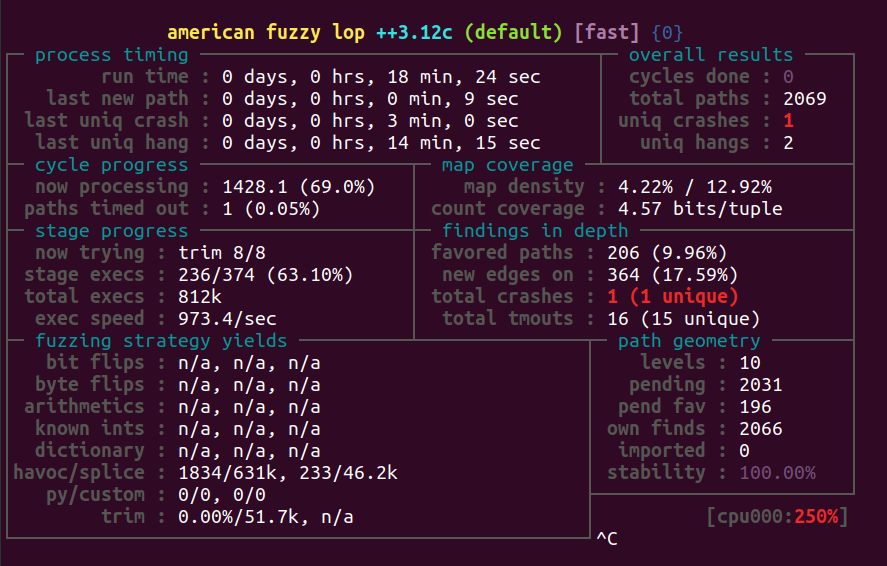 american fuzzy lop ++3.12c (default) [fast] {0}
process timing overall results
run time : 0 days, 0 hrs, 18 min, 24 sec cycles done : 0
last new path : 0 days, 0 hrs, 0 min, 9 sec total paths : 2069
last uniq crash : 0 days, 0 hrs, 3 min, 0 sec uniq crashes : 1
last uniq hang : 0 days, 0 hrs, 14 min, 15 sec uniq hangs : 2
cycle progress map coverage
now processing : 1428.1 (69.0%) map density : 4.22% / 12.92%
paths timed out : 1 (0.05%) count coverage : 4.57 bits/tuple
stage progress findings in depth
now trying : trim 8/8 favored paths : 206 (9.96%)
stage execs : 236/374 (63.10%) new edges on : 364 (17.59%)
total execs : 812k total crashes : 1 (1 unique)
exec speed : 973.4/sec total tmouts : 16 (15 unique)
fuzzing strategy yields path geometry
bit flips : n/a, n/a, n/a levels : 10
byte flips : n/a, n/a, n/a pending : 2031
arithmetics : n/a, n/a, n/a pend fav : 196
known ints : n/a, n/a, n/a own finds : 2066
dictionary : n/a, n/a, n/a imported : 0
havoc/splice : 1834/631k, 233/46.2k stability : 100.00%
py/custom : 0/0, 0/0
trim : 0.00%/51.7k, n/a [cpu000:250%]
^C